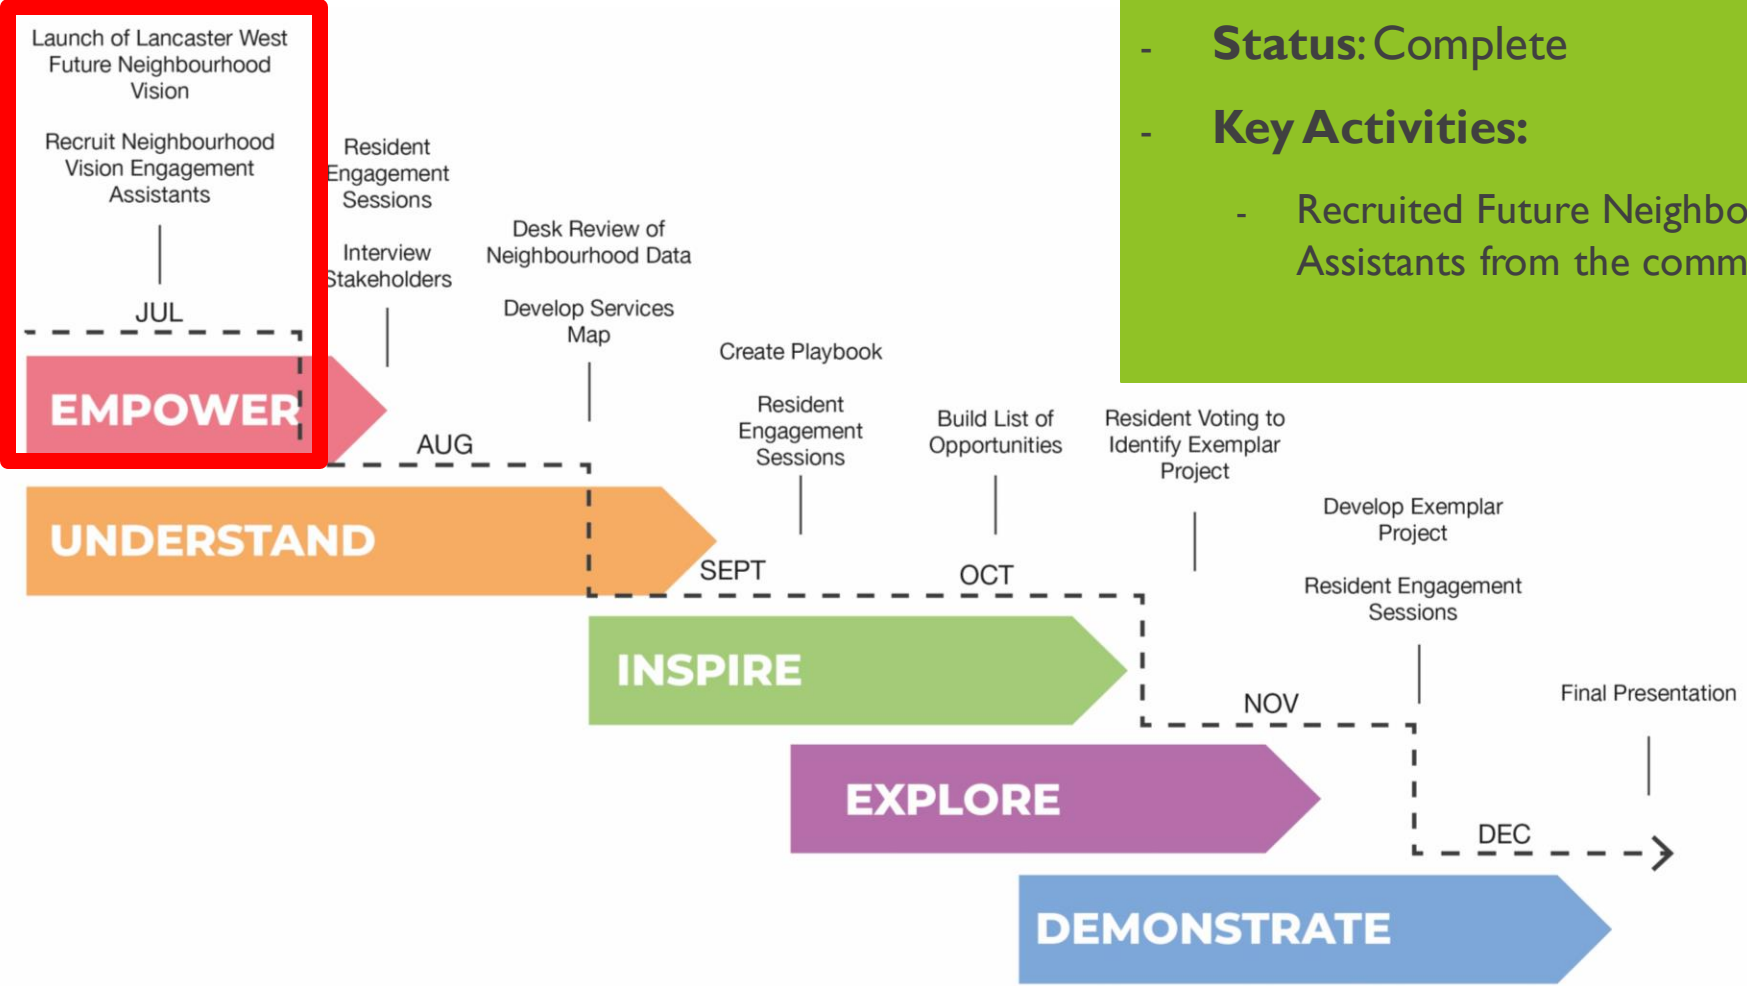 Launch of Lancaster West
Future Neighbourhood
Vision
Recruit Neighbourhood
Vision Engagement
Assistants
JUL
EMPOWER
Resident
Engagement
Sessions
Interview
Stakeholders
AUG
UNDERSTAND
Desk Review of
Neighbourhood Data
Develop Services
Map
SEPT
Create Playbook
Resident
Engagement
Sessions
Build List of
Opportunities
OCT
INSPIRE
Resident Voting to
Identify Exemplar
Project
NOV
EXPLORE
Develop Exemplar
Project
Resident Engagement
Sessions
DEC
Final Presentation
DEMONSTRATE
- Status: Complete
- Key Activities:
- Recruited Future
Assistants from the